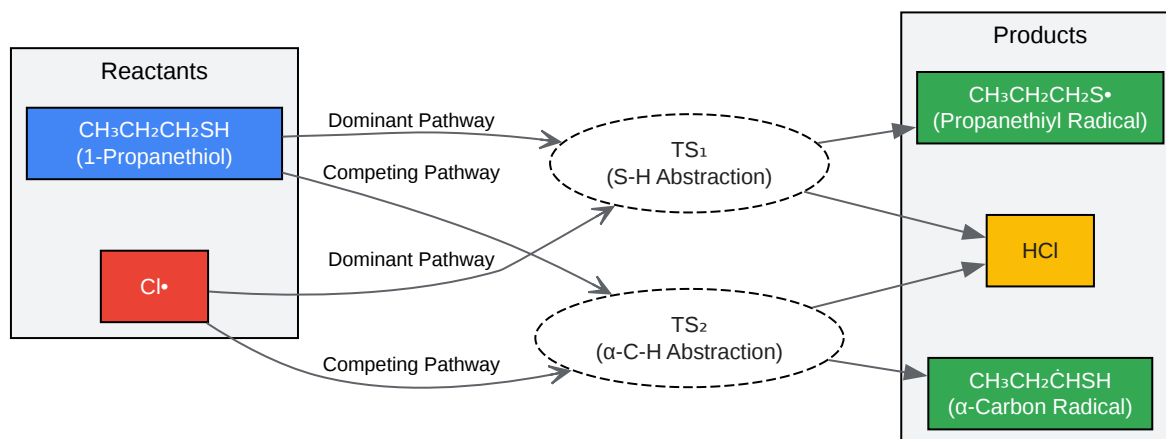 Reactants
CH₃CH₂CH₂SH
(1-Propanethiol)
Cl•
Dominant Pathway
Competing Pathway
Dominant Pathway
Competing Pathway
TS₁
(S-H Abstraction)
TS₂
(α-C-H Abstraction)
Products
CH₃CH₂CH₂S•
(Propanethiyl Radical)
HCl
CH₃CH₂ĊHSH
(α-Carbon Radical)